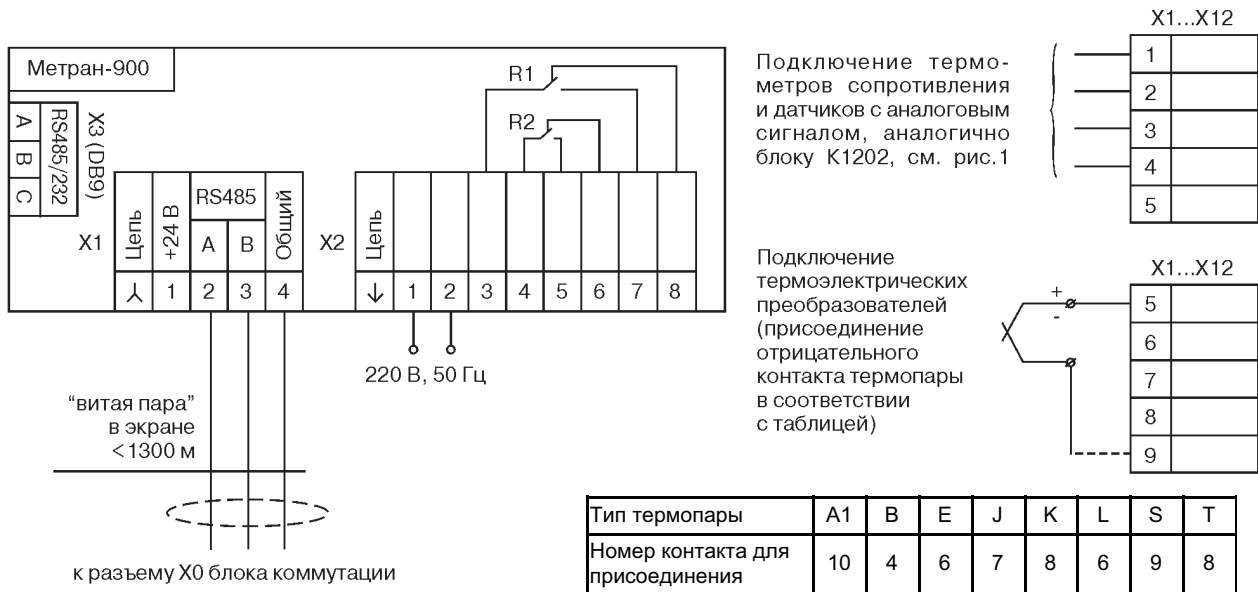 Метран-900
X3 (DB9)
RS485/232
A B C
R1
R2
X1
Цепь
+24 В
RS485
A B
Общий
1 2 3 4
X2
Цепь
1 2 3 4 5 6 7 8
220 В, 50 Гц
“витая пара”
в экране
<1300 м
к разъему X0 блока коммутации
Подключение термо-
метров сопротивления
и датчиков с аналоговым
сигналом, аналогично
блоку К1202, см. рис.1
X1...X12
1
2
3
4
5
Подключение
термоэлектрических
преобразователей
(присоединение
отрицательного
контакта термопары
в соответствии
с таблицей)
+
-
X1...X12
5
6
7
8
9
Тип термопары A1 B E J K L S T
Номер контакта для
присоединения 10 4 6 7 8 6 9 8